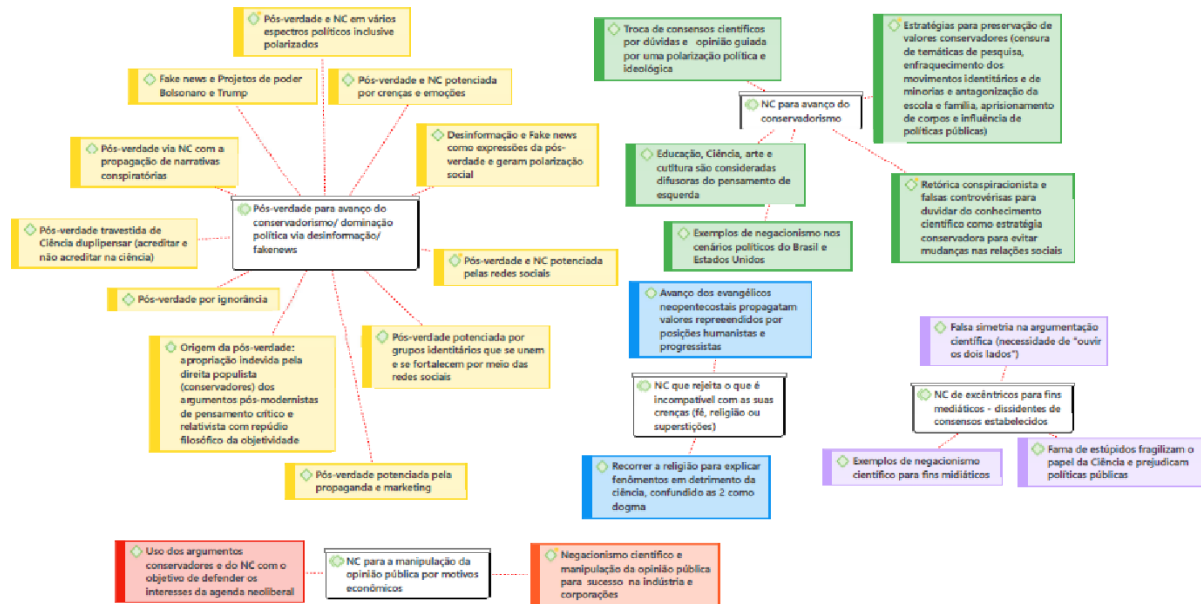 Pós-verdade e NC em vários
espectros políticos inclusive
polarizados
Fake news e Projetos de poder
Bolsonaro e Trump
Pós-verdade e NC potenciada
por crenças e emoções
Pós-verdade via NC com a
propagação de narrativas
conspiratórias
Desinformação e Fake news
como expressões da pós-
verdade e geram polarização
social
Pós-verdade para avanço do
conservadorismo/ dominação
política via desinformação/
fakenews
Pós-verdade travestida de
Ciência duplipensar (acreditar e
não acreditar na ciência)
Pós-verdade e NC potenciada
pelas redes sociais
Pós-verdade por ignorância
Origem da pós-verdade:
apropriação indevida pela
direita populista
(conservadores) dos
argumentos pós-modernistas
de pensamento crítico e
relativista com repúdio
filosófico da objetividade
Pós-verdade potenciada por
grupos identitários que se unem
e se fortalecem por meio das
redes sociais
Pós-verdade potenciada pela
propaganda e marketing
Troca de consensos científicos
por dúvidas e opinião guiada
por uma polarização política e
ideológica
Estratégias para preservação de
valores conservadores (censura
de temáticas de pesquisa,
enfraquecimento dos
movimentos identitários e de
minorias e antagonização da
escola e família, aprisionamento
de corpos e influência de
políticas públicas)
NC para avanço do
conservadorismo
Educação, Ciência, arte e
cutltura são consideradas
difusoras do pensamento de
esquerda
Exemplos de negacionismo nos
cenários políticos do Brasil e
Estados Unidos
Retórica conspiracionista e
falsas controvérisas para
duvidar do conhecimento
científico como estratégia
conservadora para evitar
mudanças nas relações sociais
Avanço dos evangélicos
neopentecostais propagatam
valores repreeendidos por
posições humanistas e
progressistas
NC que rejeita o que é
incompatível com as suas
crenças (fé, religião ou
superstições)
Recorrer a religião para explicar
fenômentos em detrimento da
ciência, confundido as 2 como
dogma
Falsa simetria na argumentação
científica (necessidade de "ouvir
os dois lados")
NC de excêntricos para fins
mediáticos - dissidentes de
consensos estabelecidos
Exemplos de negacionismo
científico para fins midiáticos
Fama de estúpidos fragilizam o
papel da Ciência e prejudicam
políticas públicas
Uso dos argumentos
conservadores e do NC com o
objetivo de defender os
interesses da agenda neoliberal
NC para a manipulação da
opinião pública por motivos
econômicos
Negacionismo científico e
manipulação da opinião pública
para sucesso na indústria e
corporações